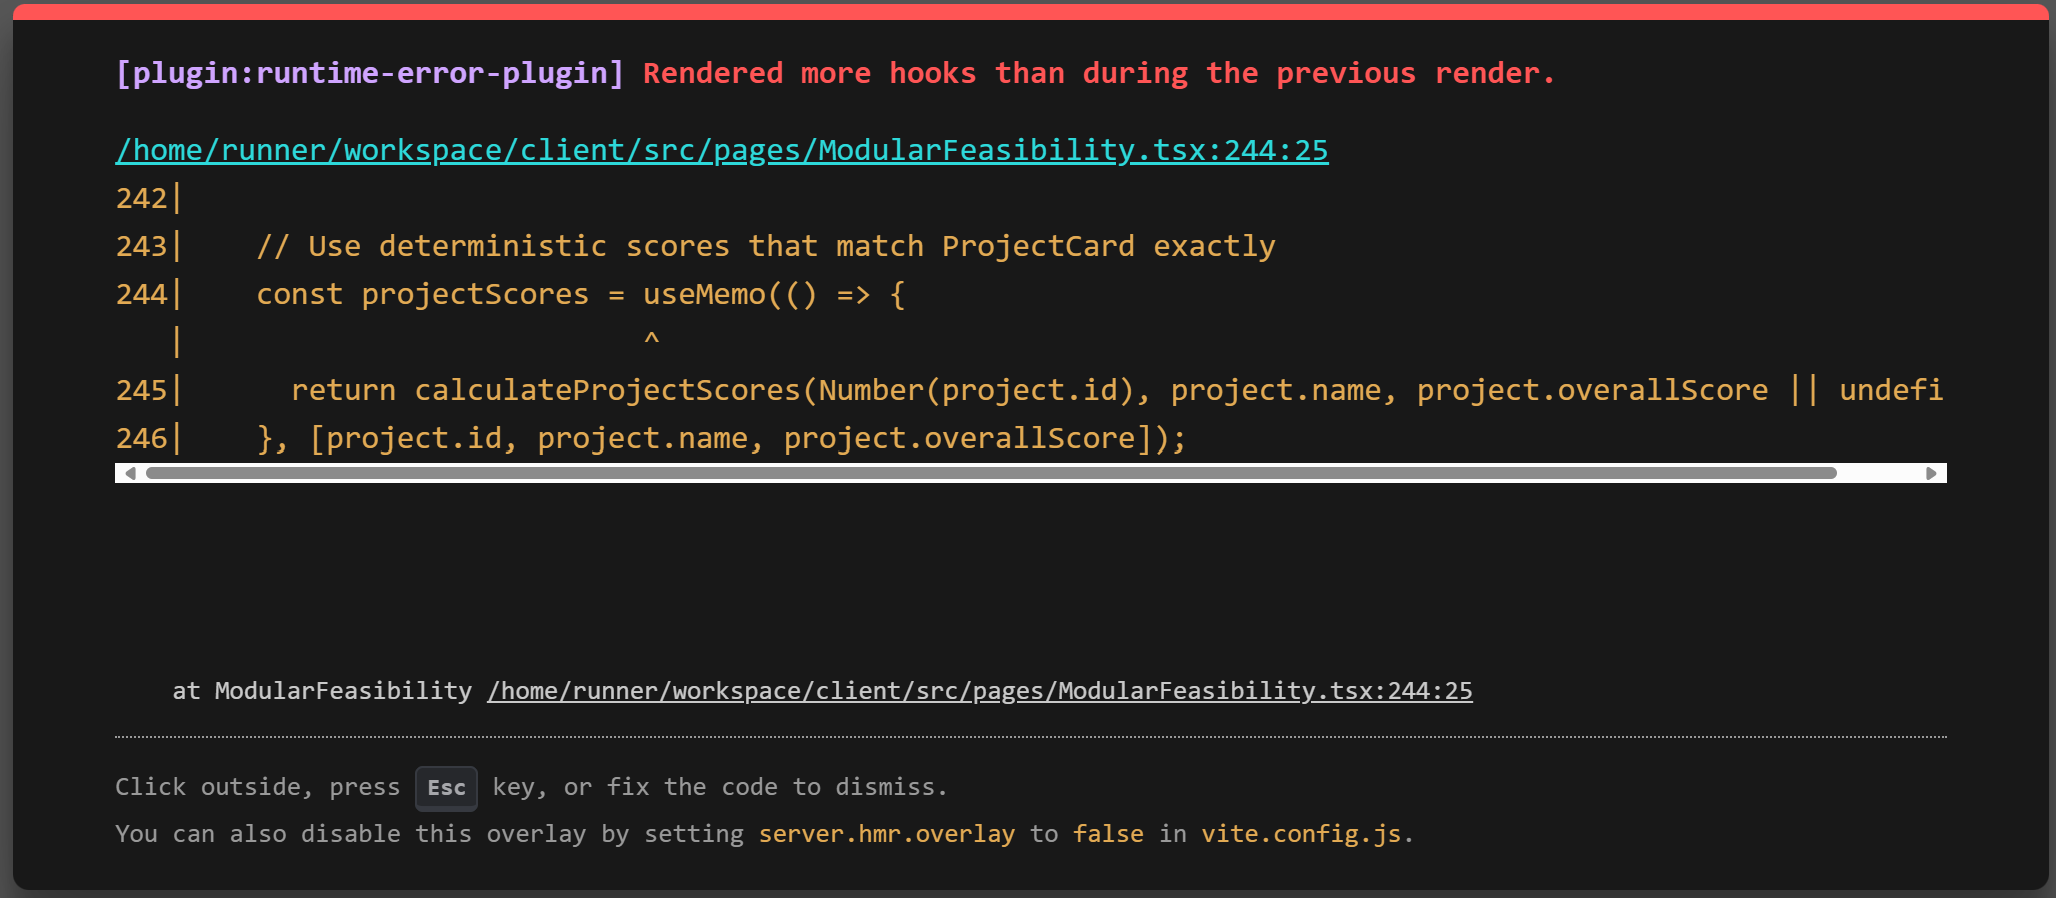 [plugin:runtime-error-plugin] Rendered more hooks than during the previous render.
/home/runner/workspace/client/src/pages/ModularFeasibility.tsx:244:25
242|
243|    // Use deterministic scores that match ProjectCard exactly
244|    const projectScores = useMemo(() => {
   |                          ^
245|      return calculateProjectScores(Number(project.id), project.name, project.overallScore || undefi
246|    }, [project.id, project.name, project.overallScore]);
at ModularFeasibility /home/runner/workspace/client/src/pages/ModularFeasibility.tsx:244:25
Click outside, press Esc key, or fix the code to dismiss.
You can also disable this overlay by setting server.hmr.overlay to false in vite.config.js.